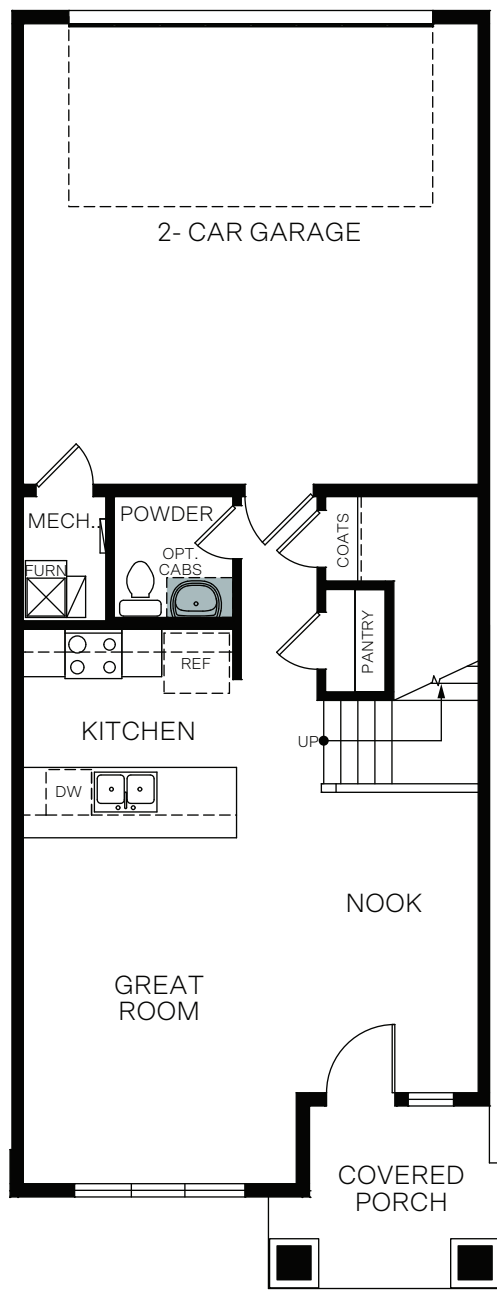 2- CAR GARAGE
MECH.
POWDER
OPT.
CABS
COATS
FURN
PANTRY
REF
KITCHEN
UP
DW
NOOK
GREAT
ROOM
COVERED
PORCH